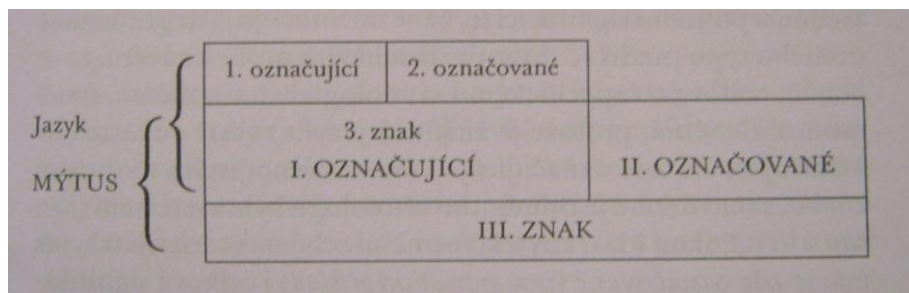 1. označující 2. označované
Jazyk
3. znak
MÝTUS
I. OZNAČUJÍCÍ II. OZNAČOVANÉ
III. ZNAK